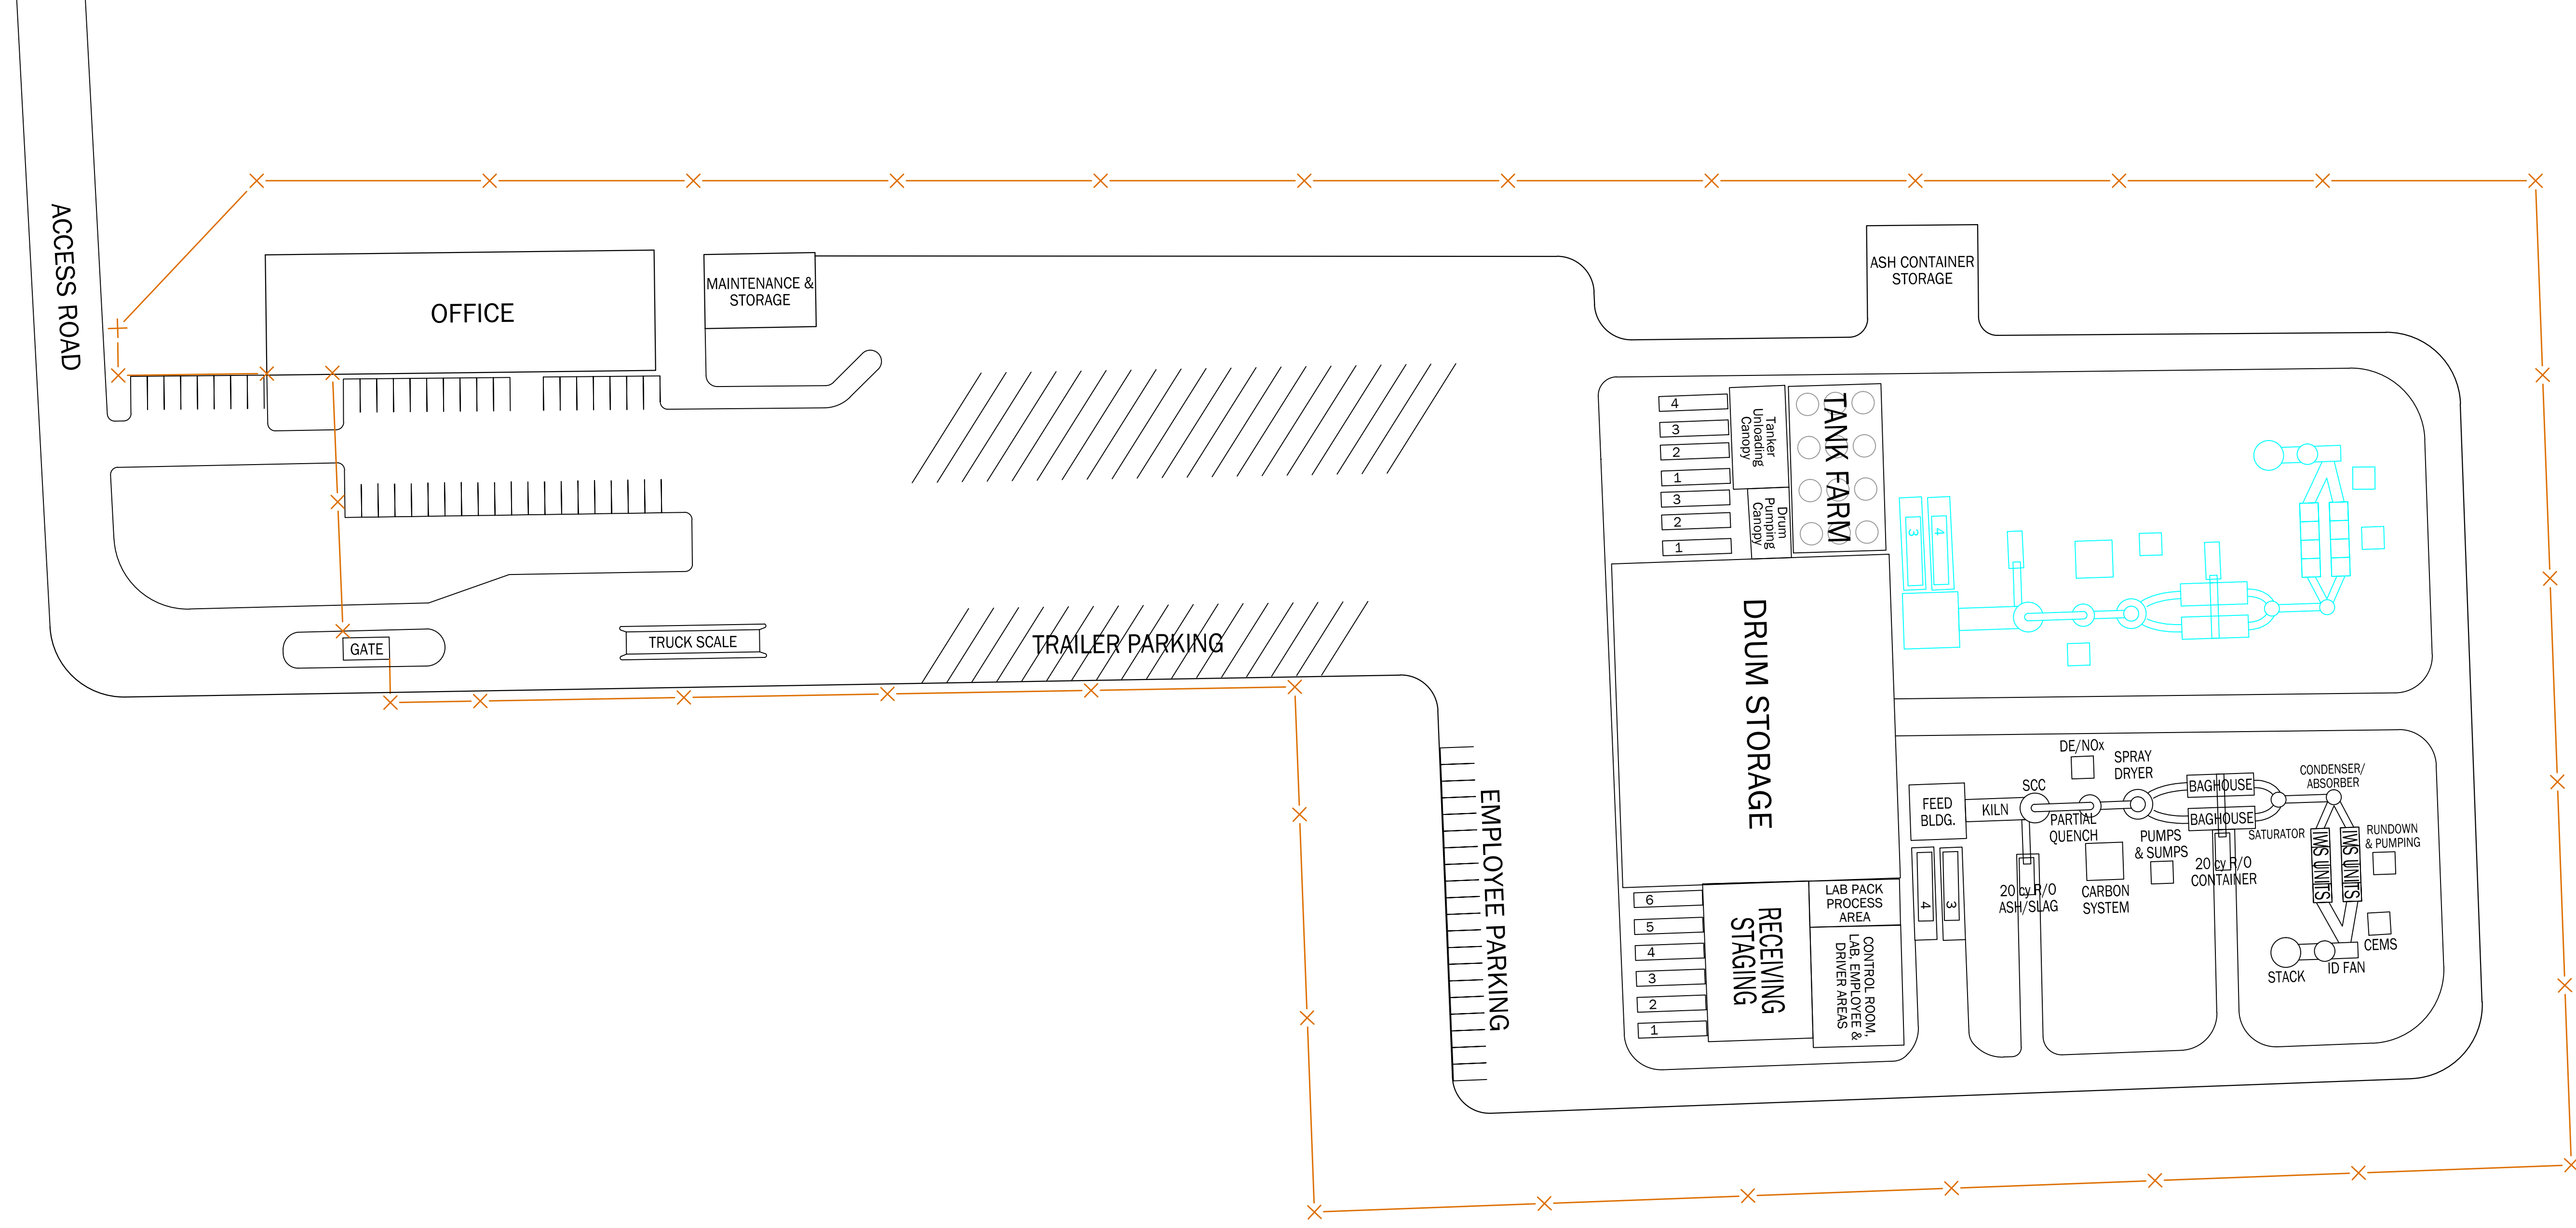 ACCESS ROAD
OFFICE
MAINTENANCE &
STORAGE
GATE
TRUCK SCALE
TRAILER PARKING
EMPLOYEE PARKING
ASH CONTAINER
STORAGE
4
3
2
1
3
2
1
Tanker
Unloading
Canopy
Drum
Pumping
Canopy
TANK FARM
DRUM STORAGE
3
4
6
5
4
3
2
1
RECEIVING
STAGING
LAB PACK
PROCESS
AREA
CONTROL ROOM,
LAB, EMPLOYEE &
DRIVER AREAS
FEED
BLDG.
KILN
4
3
SCC
DE/NOx
SPRAY
DRYER
PARTIAL
QUENCH
20 cy R/O
ASH/SLAG
CARBON
SYSTEM
PUMPS
& SUMPS
BAGHOUSE
BAGHOUSE
20 cy R/O
CONTAINER
SATURATOR
CONDENSER/
ABSORBER
IWS UNITS
IWS UNITS
RUNDOWN
& PUMPING
CEMS
ID FAN
STACK